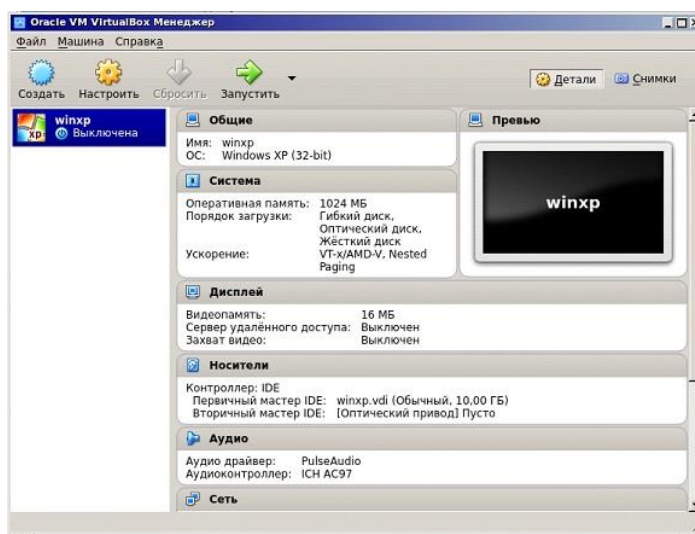 Oracle VM VirtualBox Менеджер
Файл Машина Справка
Создать Настроить Сбросить Запустить Детали Снимки
winxp
Выключена
Общие
Имя: winxp
ОС: Windows XP (32-bit)
Превью
winxp
Система
Оперативная память: 1024 МБ
Порядок загрузки: Гибкий диск,
Оптический диск,
Жёсткий диск
Ускорение: VT-x/AMD-V, Nested
Paging
Дисплей
Видеопамять: 16 МБ
Сервер удалённого доступа: Выключен
Захват видео: Выключен
Носители
Контроллер: IDE
Первичный мастер IDE: winxp.vdi (Обычный, 10,00 ГБ)
Вторичный мастер IDE: [Оптический привод] Пусто
Аудио
Аудио драйвер: PulseAudio
Аудиоконтроллер: ICH AC97
Сеть